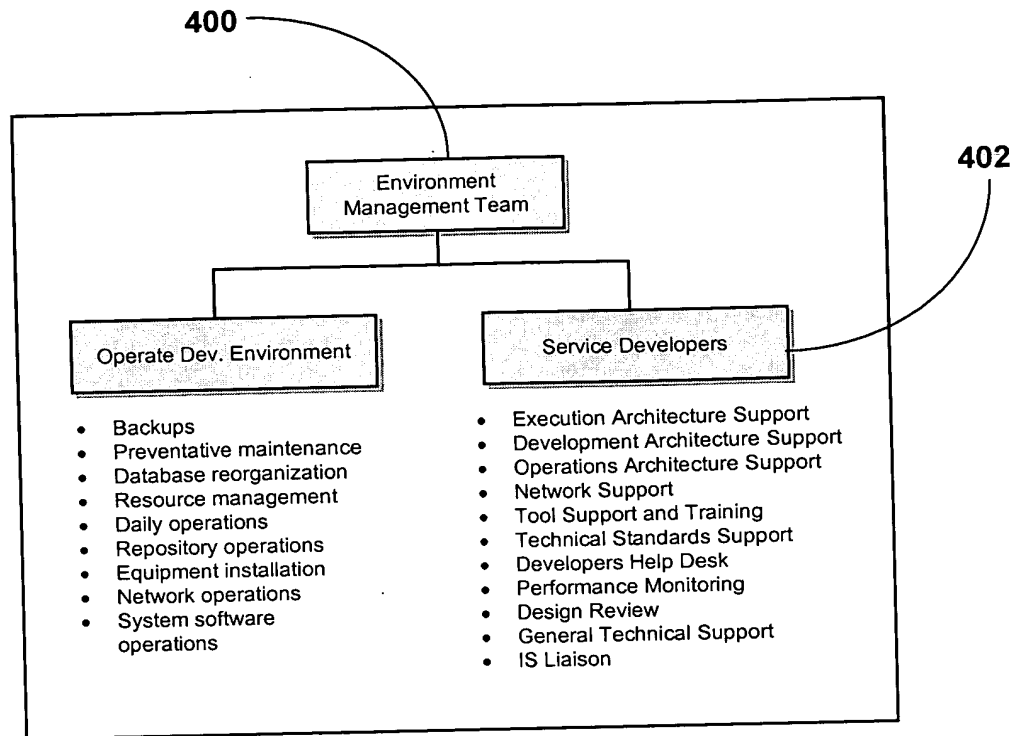 400
402
Environment
Management Team
Operate Dev. Environment
Service Developers
• Backups
• Preventative maintenance
• Database reorganization
• Resource management
• Daily operations
• Repository operations
• Equipment installation
• Network operations
• System software
operations
• Execution Architecture Support
• Development Architecture Support
• Operations Architecture Support
• Network Support
• Tool Support and Training
• Technical Standards Support
• Developers Help Desk
• Performance Monitoring
• Design Review
• General Technical Support
• IS Liaison